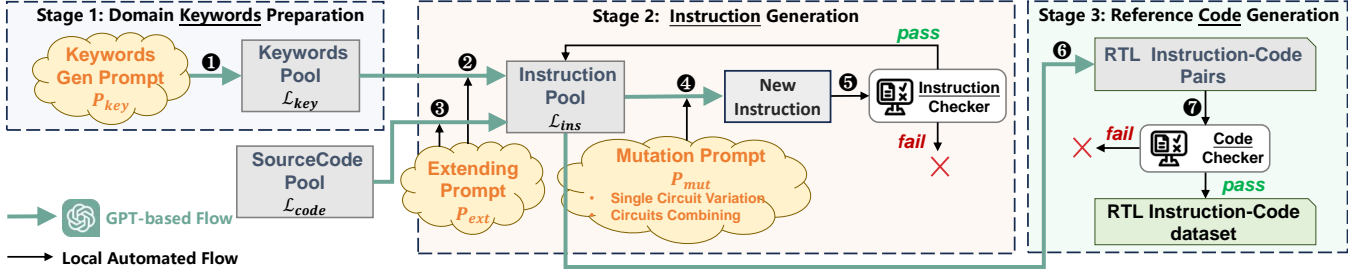 Stage 1: Domain Keywords Preparation
Keywords
Gen Prompt
P_key
❶
Keywords
Pool
L_key
SourceCode
Pool
L_code
GPT-based Flow
Local Automated Flow
Stage 2: Instruction Generation
❷
❸
Extending
Prompt
P_ext
Instruction
Pool
L_ins
❹
Mutation Prompt
P_mut
• Single Circuit Variation
• Circuits Combining
New
Instruction
❺
pass
Instruction
Checker
fail
Stage 3: Reference Code Generation
❻
RTL Instruction-Code
Pairs
❼
fail
Code
Checker
pass
RTL Instruction-Code
dataset